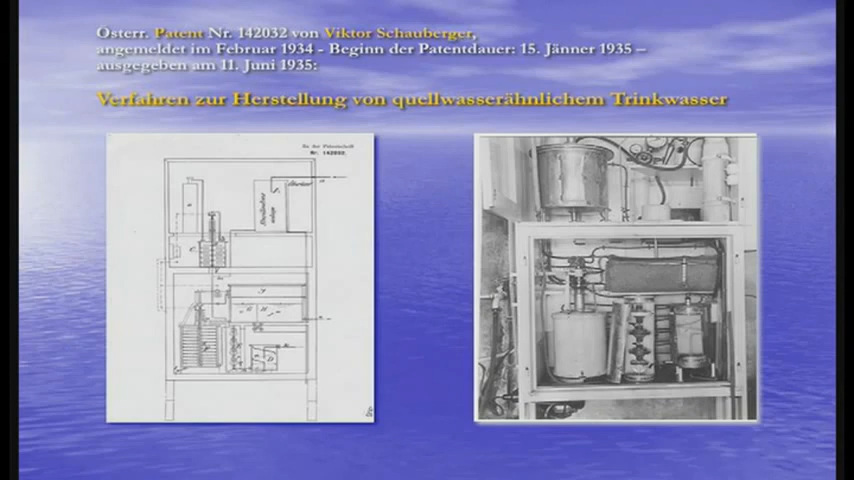 Österr. Patent Nr. 142032 von Viktor Schauberger,
angemeldet im Februar 1934 - Beginn der Patentdauer: 15. Jänner 1935 –
ausgegeben am 11. Juni 1935:
Verfahren zur Herstellung von quellwasserähnlichem Trinkwasser
Zu der Patentschrift
Nr. 142032.